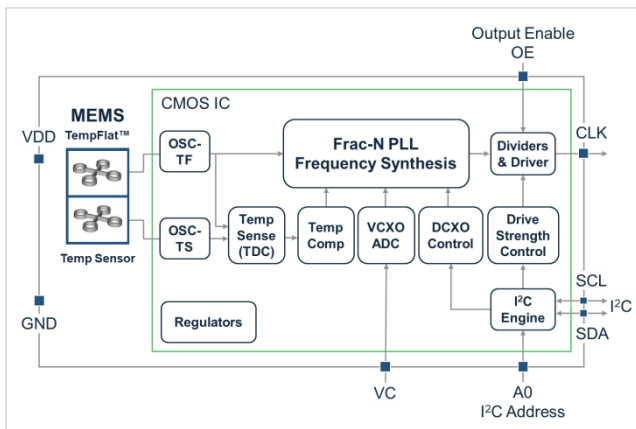 Output Enable
OE
CMOS IC
MEMS
TempFlat™
VDD
OSC-
TF
Frac-N PLL
Frequency Synthesis
Dividers
& Driver
CLK
OSC-
TS
Temp
Sense
(TDC)
Temp
Comp
VCXO
ADC
DCXO
Control
Drive
Strength
Control
Temp Sensor
SCL
I²C
SDA
I²C
Engine
GND
Regulators
VC
A0
I²C Address